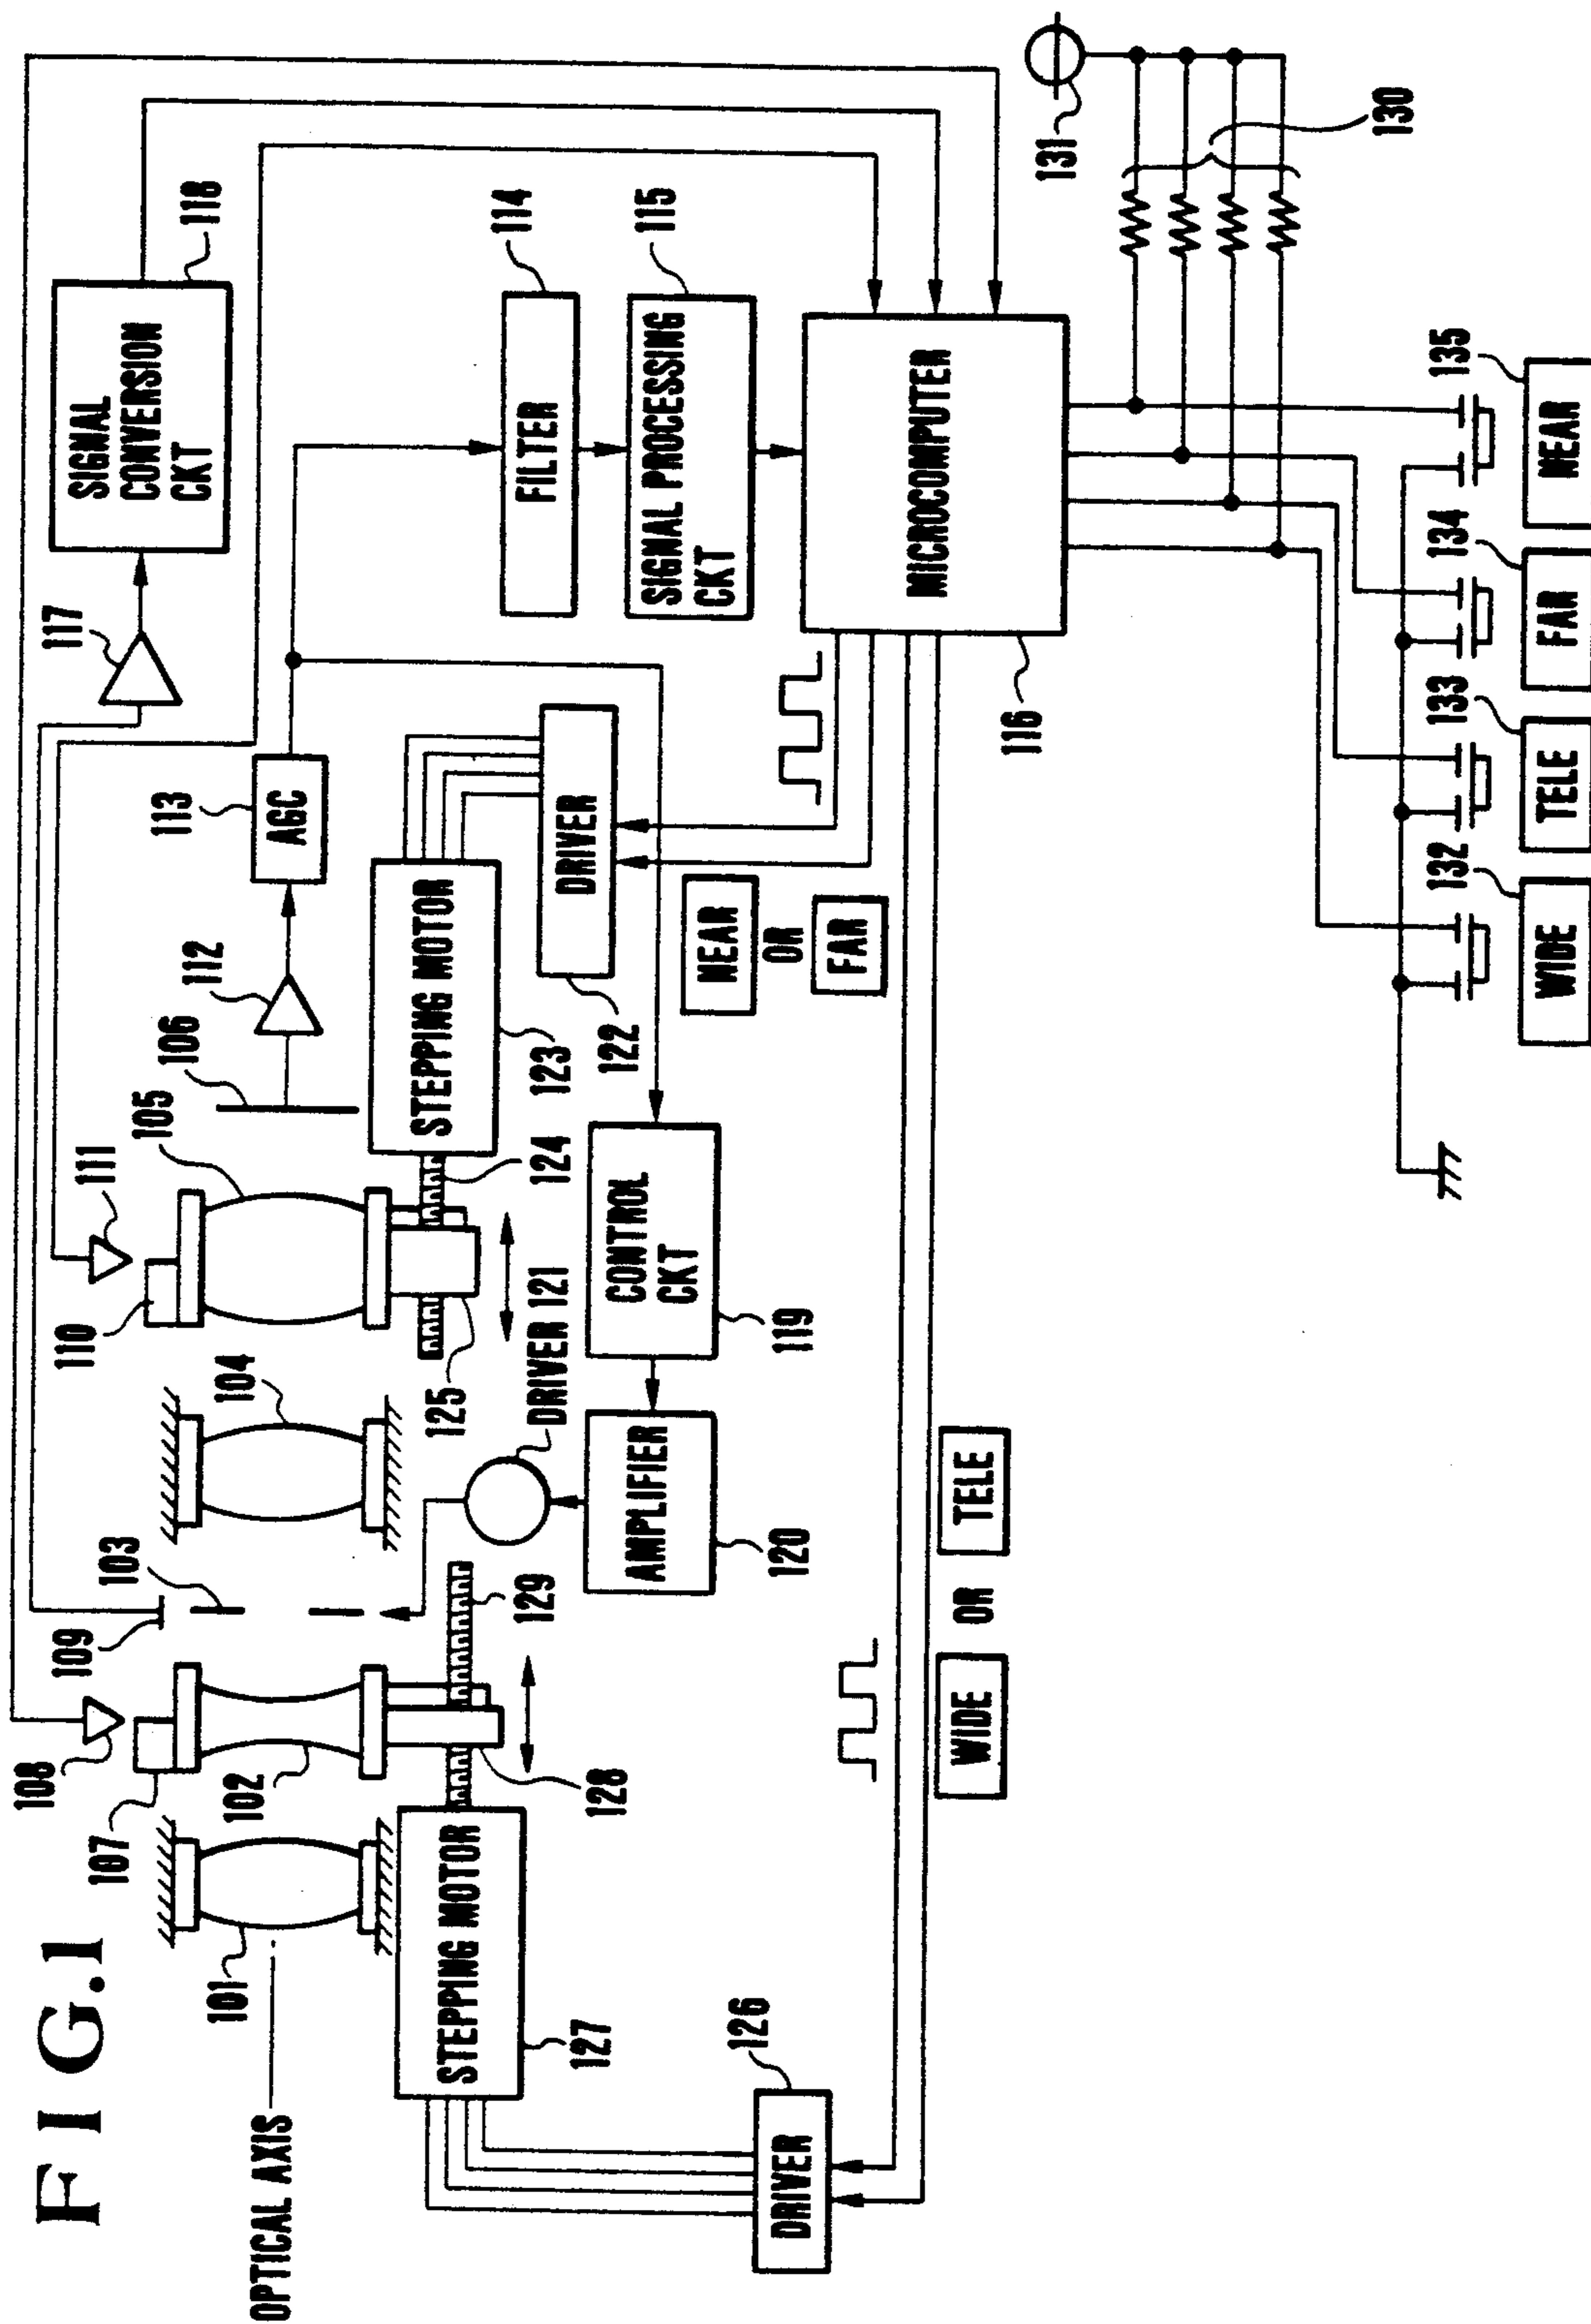 FIG.1
OPTICAL AXIS
101
107
108
102
109
103
104
110
111
105
106
112
113
117
118
SIGNAL
CONVERSION
CKT
AGC
114
FILTER
115
SIGNAL PROCESSING
CKT
STEPPING MOTOR
127
128
129
125
DRIVER 121
124
STEPPING MOTOR
123
122
DRIVER
126
DRIVER
AMPLIFIER
120
CONTROL
CKT
119
NEAR
OR
FAR
MICROCOMPUTER
116
WIDE
OR
TELE
131
130
132
133
134
135
WIDE
TELE
FAR
NEAR